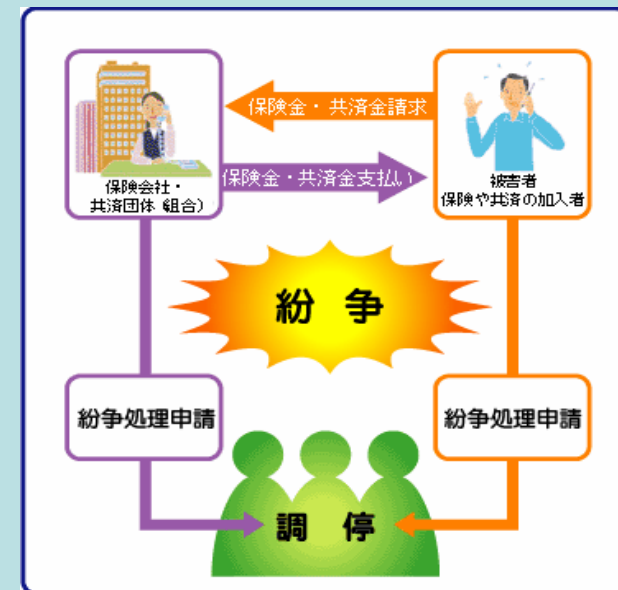 保険金・共済金請求
保険会社・
共済団体（組合）
保険金・共済金支払い
被害者
保険や共済の加入者
紛争
紛争処理申請
紛争処理申請
調停